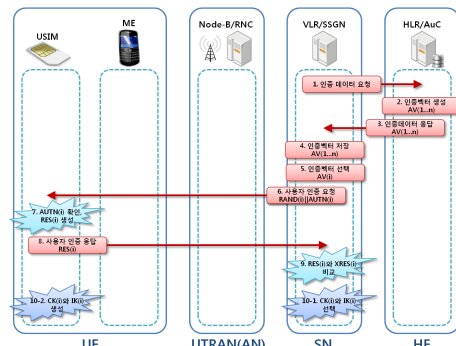 USIM
ME
Node-B/RNC
VLR/SSGN
HLR/AuC
1. 인증 데이터 요청
2. 인증벡터 생성
AV(1...n)
3. 인증데이터 응답
AV(1...n)
4. 인증벡터 저장
AV(1...n)
5. 인증벡터 선택
AV(i)
6. 사용자 인증 요청
RAND(i)||AUTN(i)
7. AUTN(i) 확인,
RES(i) 생성
8. 사용자 인증 응답
RES(i)
9. RES(i)와 XRES(i)
비교
10-2. CK(i)와 IK(i)
생성
10-1. CK(i)와 IK(i)
선택
UE
UTRAN(AN)
SN
HE